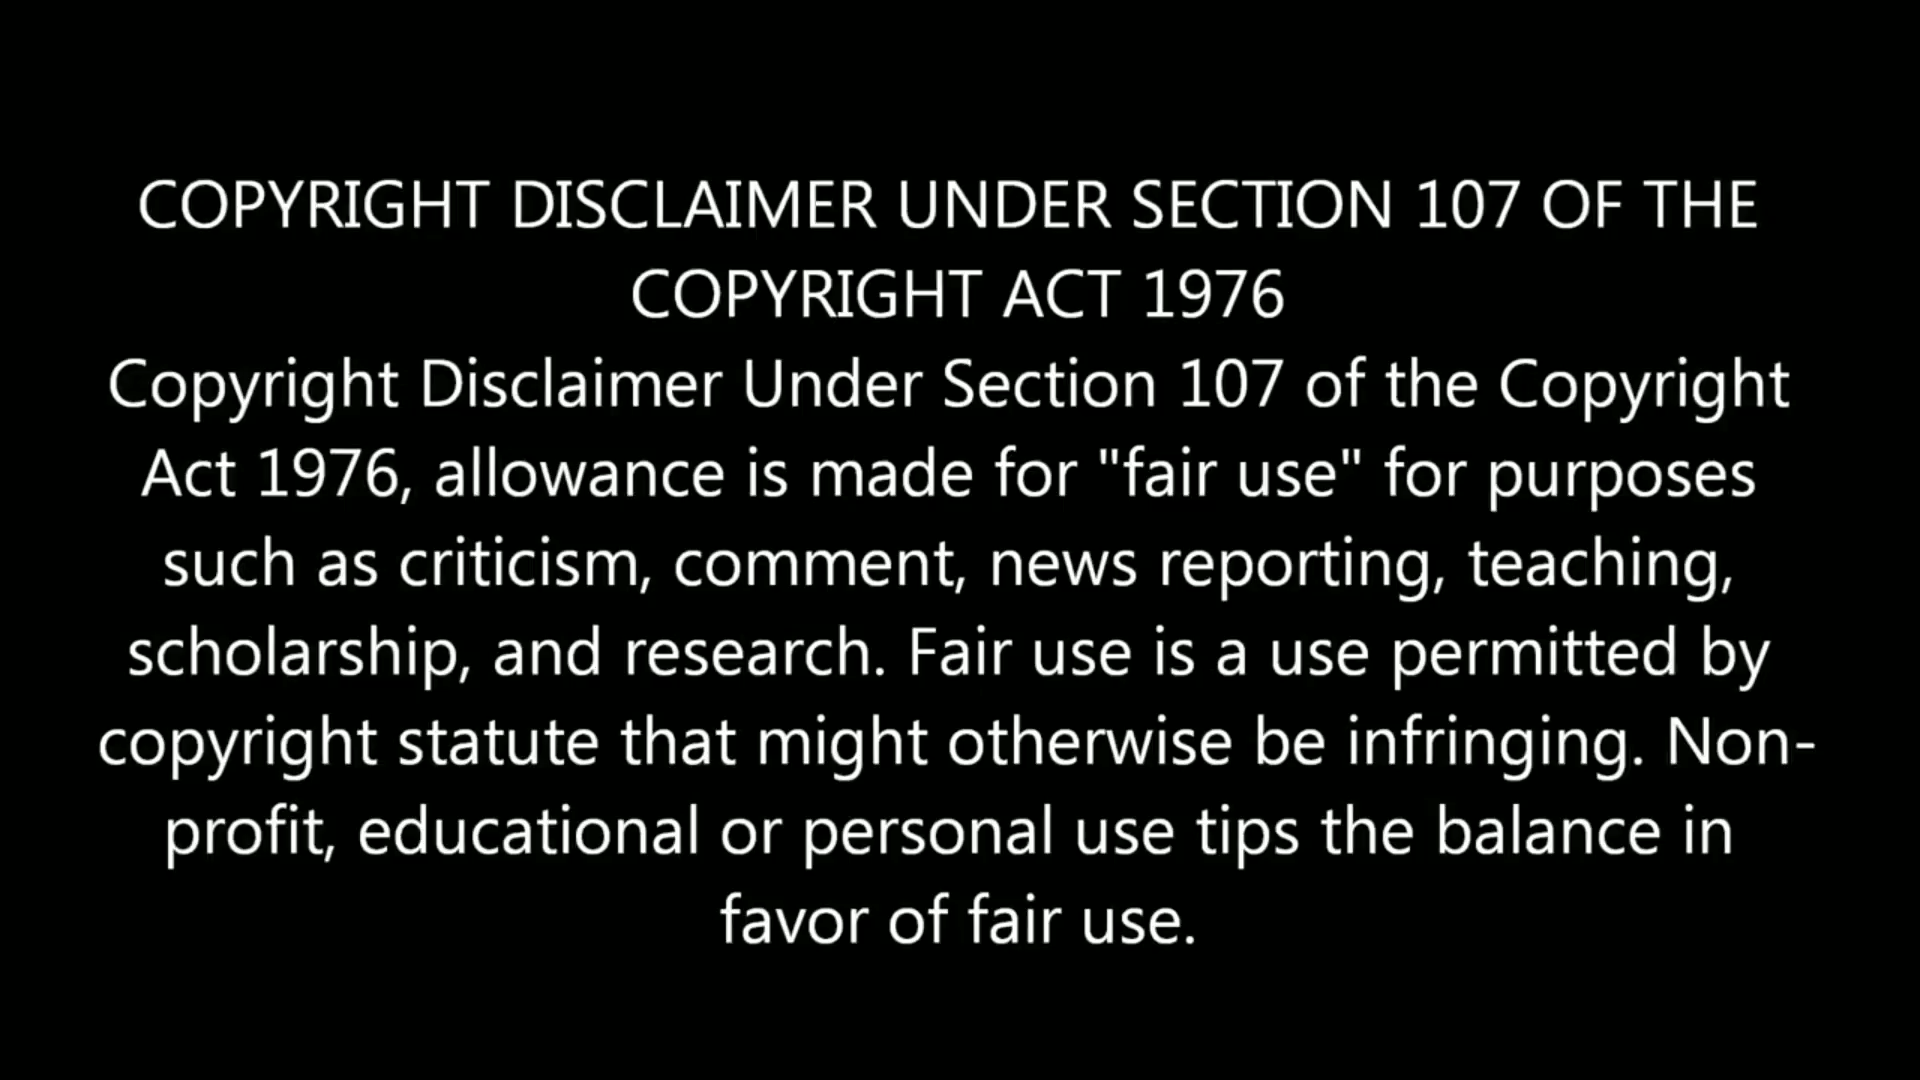 COPYRIGHT DISCLAIMER UNDER SECTION 107 OF THE
COPYRIGHT ACT 1976
Copyright Disclaimer Under Section 107 of the Copyright
Act 1976, allowance is made for "fair use" for purposes
such as criticism, comment, news reporting, teaching,
scholarship, and research. Fair use is a use permitted by
copyright statute that might otherwise be infringing. Non-
profit, educational or personal use tips the balance in
favor of fair use.